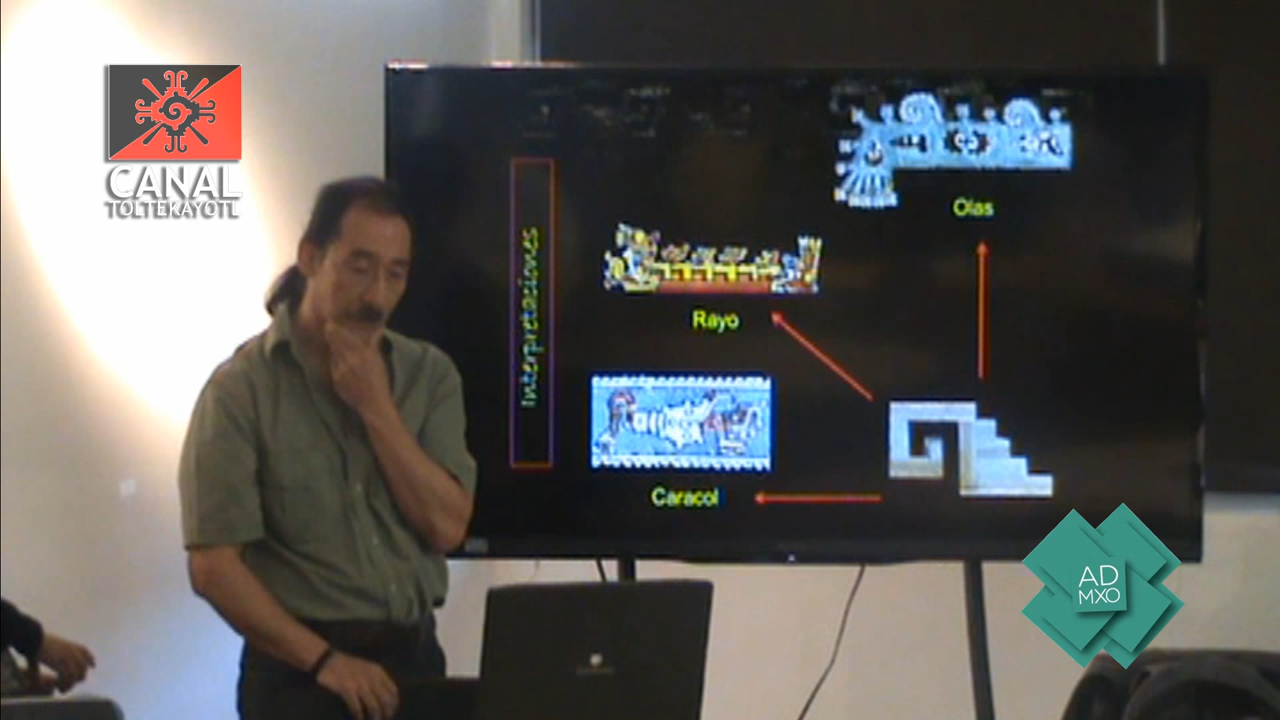 CANAL
TOLTEKAYOTL
Interpretaciones
Olas
Rayo
Caracol
AD
MXO